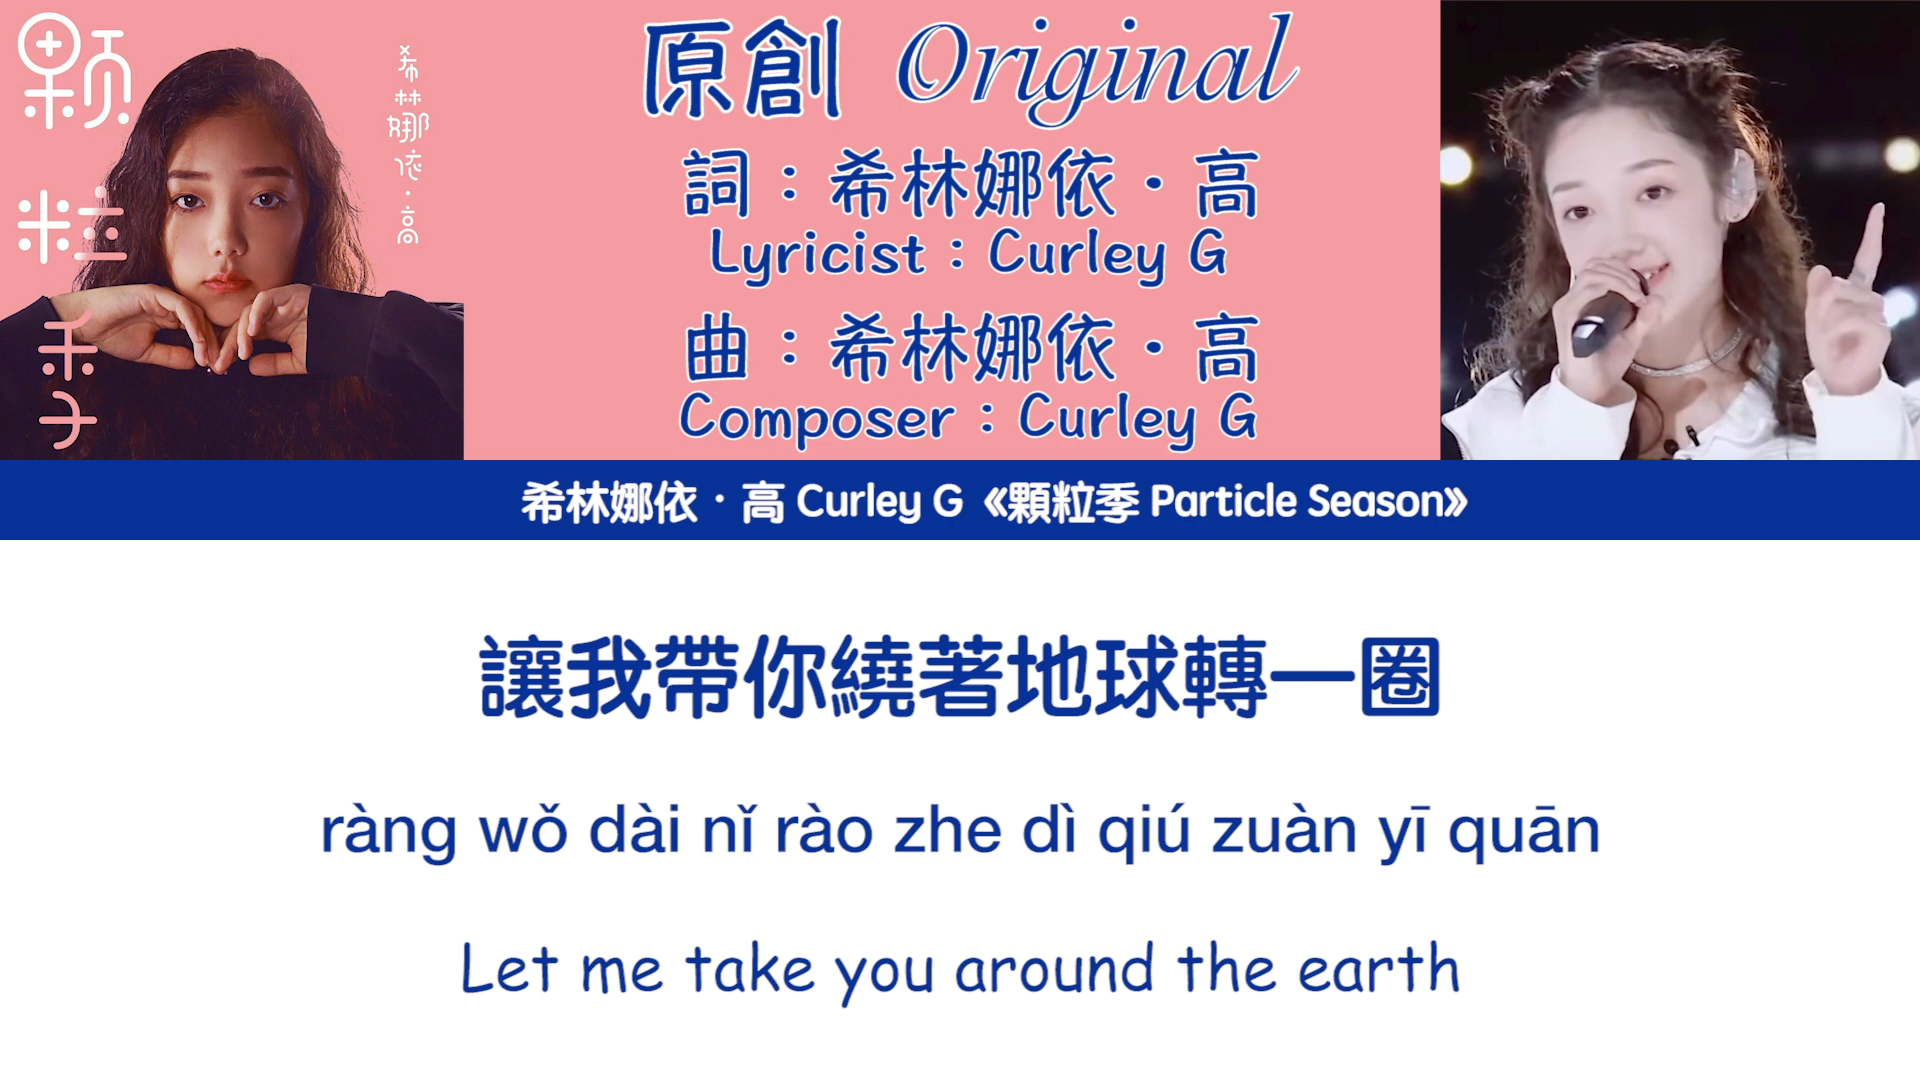 颗粒季
希林娜依·高
原創 Original
詞：希林娜依・高
Lyricist：Curley G
曲：希林娜依・高
Composer：Curley G
希林娜依・高 Curley G《顆粒季 Particle Season》
讓我帶你繞著地球轉一圈
ràng wǒ dài nǐ rào zhe dì qiú zuàn yī quān
Let me take you around the earth